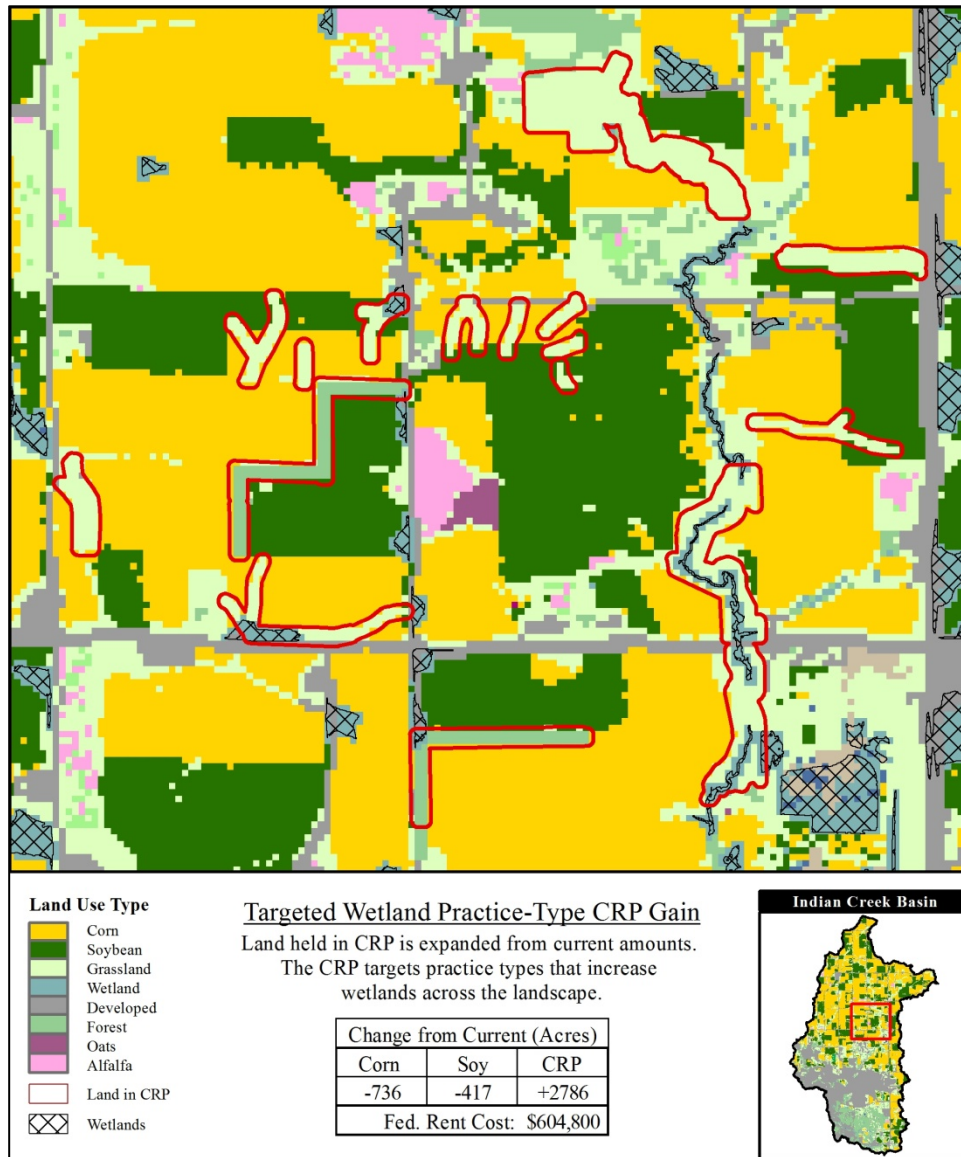 Land Use Type
Corn
Soybean
Grassland
Wetland
Developed
Forest
Oats
Alfalfa
Land in CRP
Wetlands
Targeted Wetland Practice-Type CRP Gain
Land held in CRP is expanded from current amounts.
The CRP targets practice types that increase
wetlands across the landscape.
Change from Current (Acres)
Corn Soy CRP
-736 -417 +2786
Fed. Rent Cost: $604,800
Indian Creek Basin